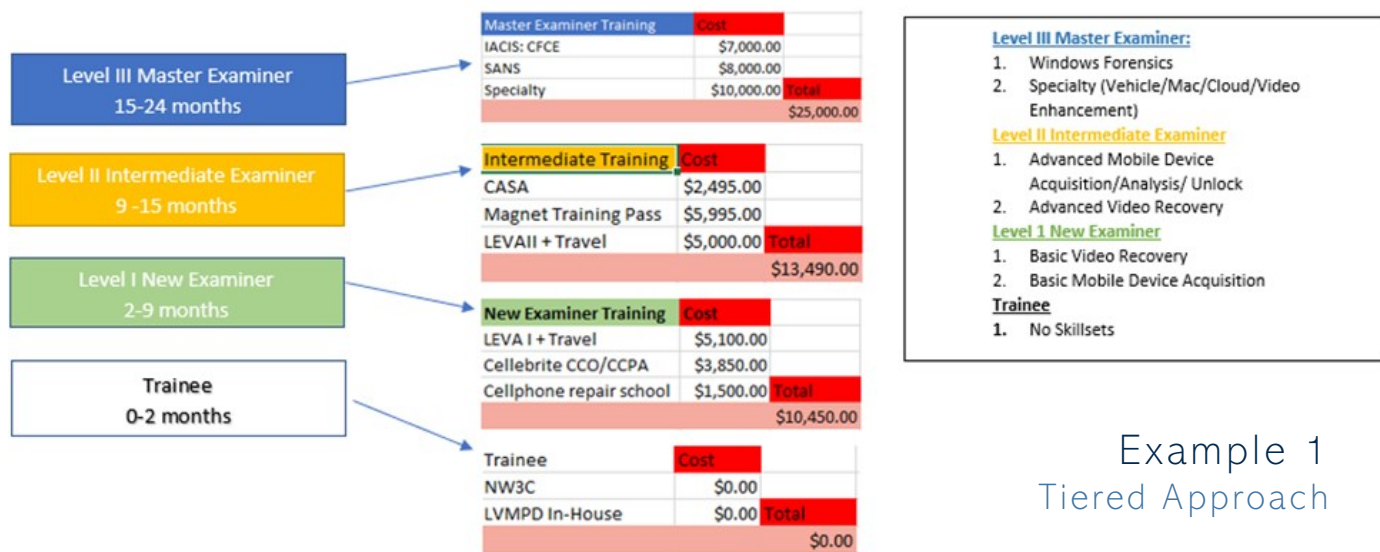 Level III Master Examiner
15-24 months
Level II Intermediate Examiner
9 -15 months
Level I New Examiner
2-9 months
Trainee
0-2 months
Master Examiner Training Cost
IACIS: CFCE $7,000.00
SANS $8,000.00
Specialty $10,000.00 Total
$25,000.00
Intermediate Training Cost
CASA $2,495.00
Magnet Training Pass $5,995.00
LEVAII + Travel $5,000.00 Total
$13,490.00
New Examiner Training Cost
LEVA I + Travel $5,100.00
Cellebrite CCO/CCPA $3,850.00
Cellphone repair school $1,500.00 Total
$10,450.00
Trainee Cost
NW3C $0.00
LVMPD In-House $0.00 Total
$0.00
Level III Master Examiner:
1. Windows Forensics
2. Specialty (Vehicle/Mac/Cloud/Video
Enhancement)
Level II Intermediate Examiner
1. Advanced Mobile Device
Acquisition/Analysis/ Unlock
2. Advanced Video Recovery
Level 1 New Examiner
1. Basic Video Recovery
2. Basic Mobile Device Acquisition
Trainee
1. No Skillsets
Example 1
Tiered Approach